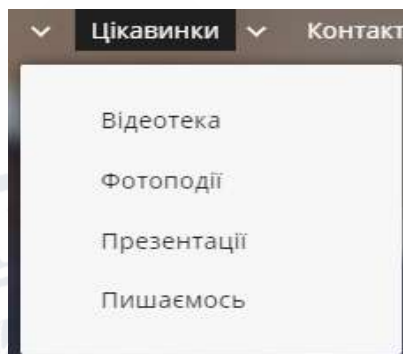 Цікавинки Контакт
Відеотека
Фотоподії
Презентації
Пишаємось